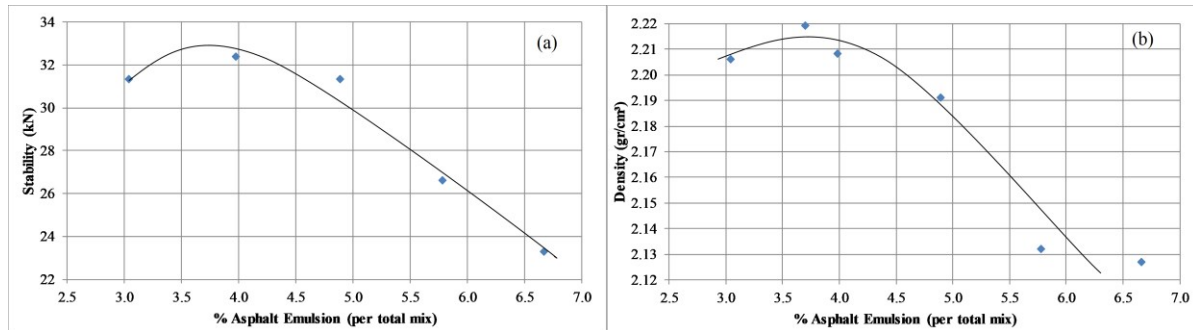 (a)
Stability (kN)
34
32
30
28
26
24
22
2.5 3.0 3.5 4.0 4.5 5.0 5.5 6.0 6.5 7.0
% Asphalt Emulsion (per total mix)
(b)
Density (gr/cm³)
2.22
2.21
2.20
2.19
2.18
2.17
2.16
2.15
2.14
2.13
2.12
2.5 3.0 3.5 4.0 4.5 5.0 5.5 6.0 6.5 7.0
% Asphalt Emulsion (per total mix)